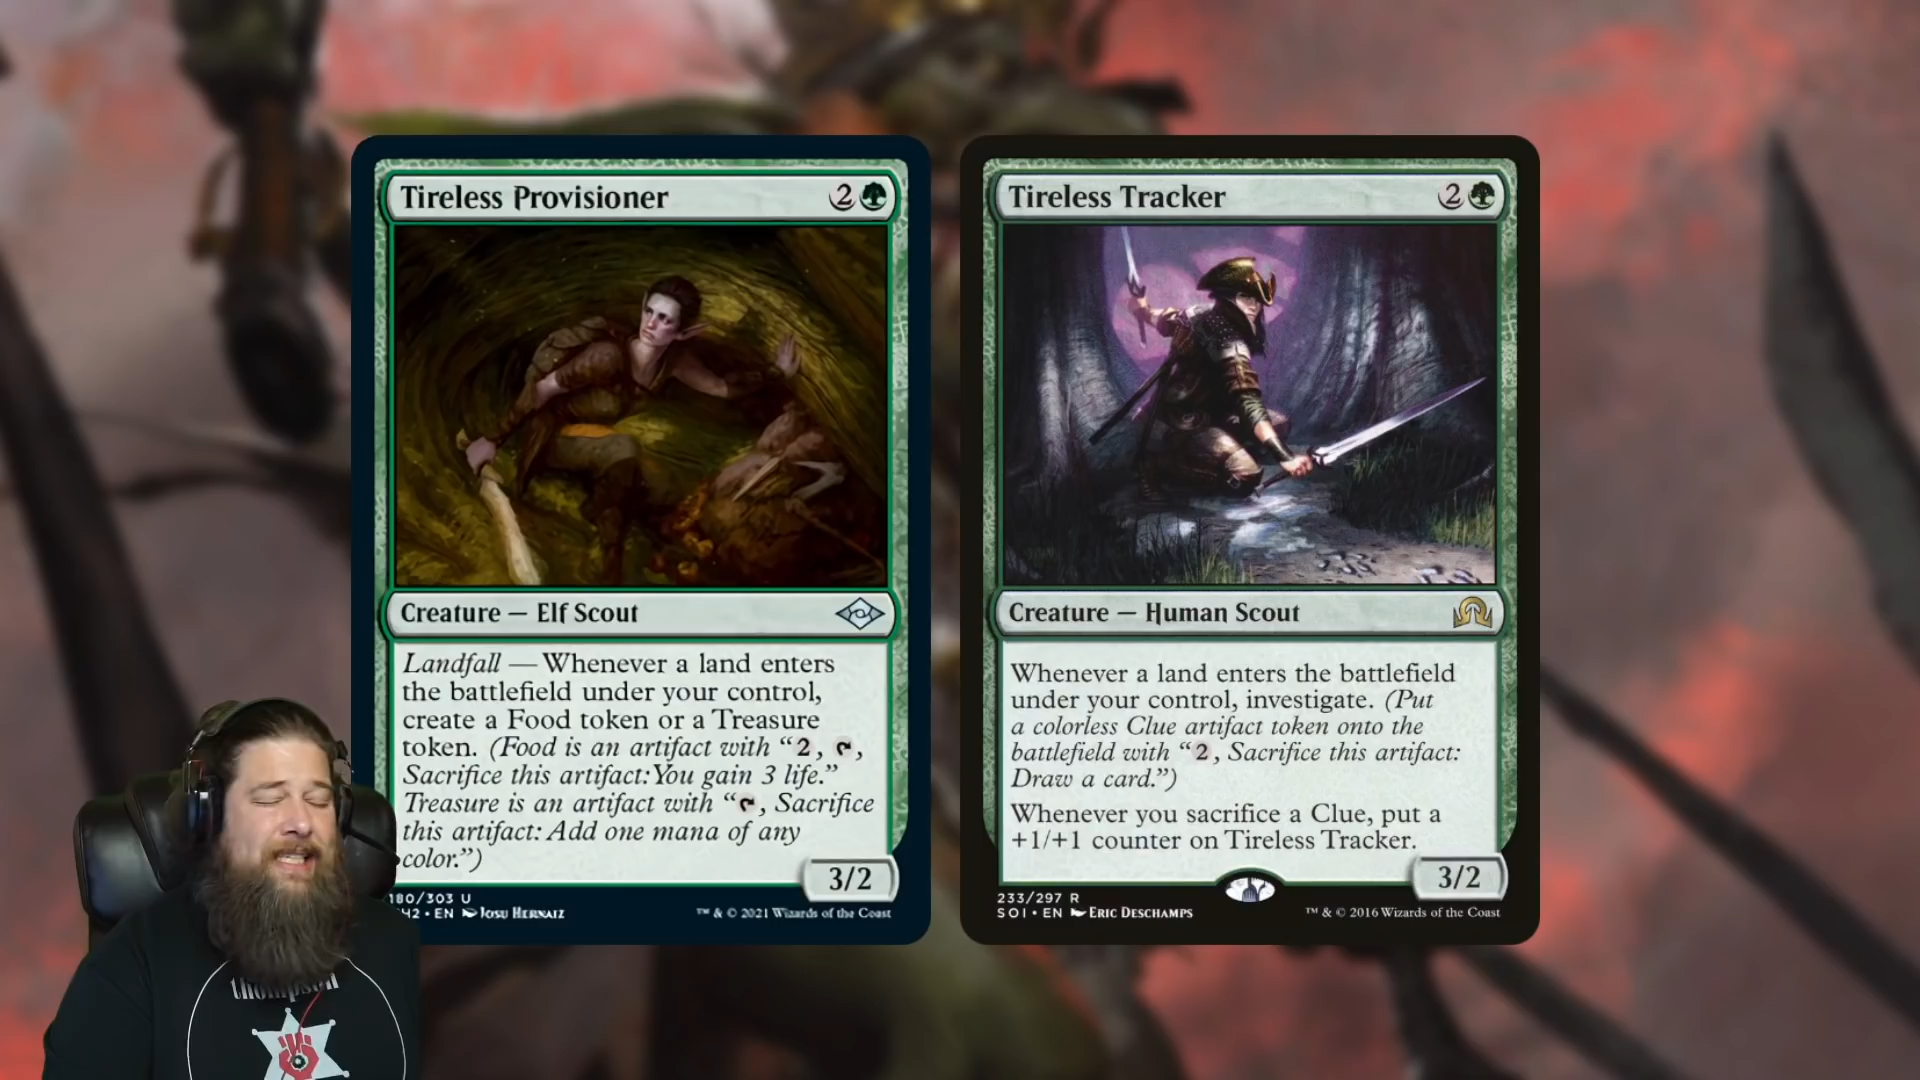 Tireless Provisioner 2
Creature — Elf Scout
Landfall — Whenever a land enters
the battlefield under your control,
create a Food token or a Treasure
token. (Food is an artifact with “2, ,
Sacrifice this artifact: You gain 3 life.”
Treasure is an artifact with “ , Sacrifice
this artifact: Add one mana of any
color.”)
3/2
180/303 U
H2 • EN Josu Hernaiz
™ & © 2021 Wizards of the Coast
Tireless Tracker 2
Creature — Human Scout
Whenever a land enters the battlefield
under your control, investigate. (Put
a colorless Clue artifact token onto the
battlefield with “2, Sacrifice this artifact:
Draw a card.”)
Whenever you sacrifice a Clue, put a
+1/+1 counter on Tireless Tracker.
3/2
233/297 R
SOI • EN Eric Deschamps
™ & © 2016 Wizards of the Coast
thompson